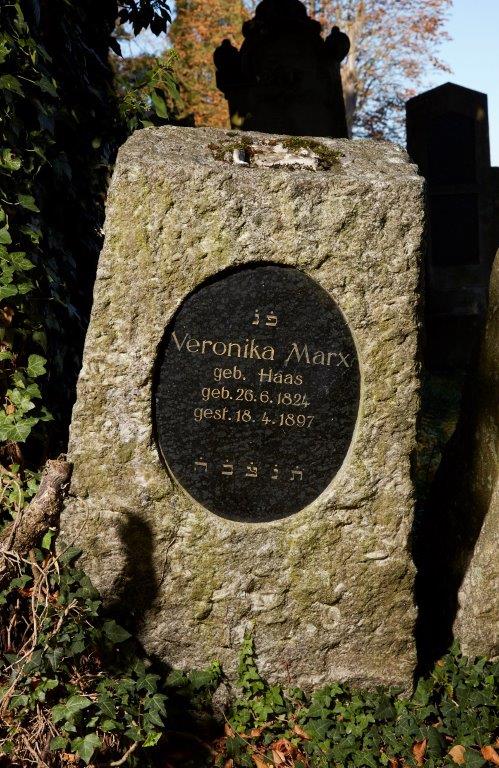 פ נ
Veronika Marx
geb. Haas
geb. 26.6.1824
gest. 18.4.1897
ת נ צ ב ה